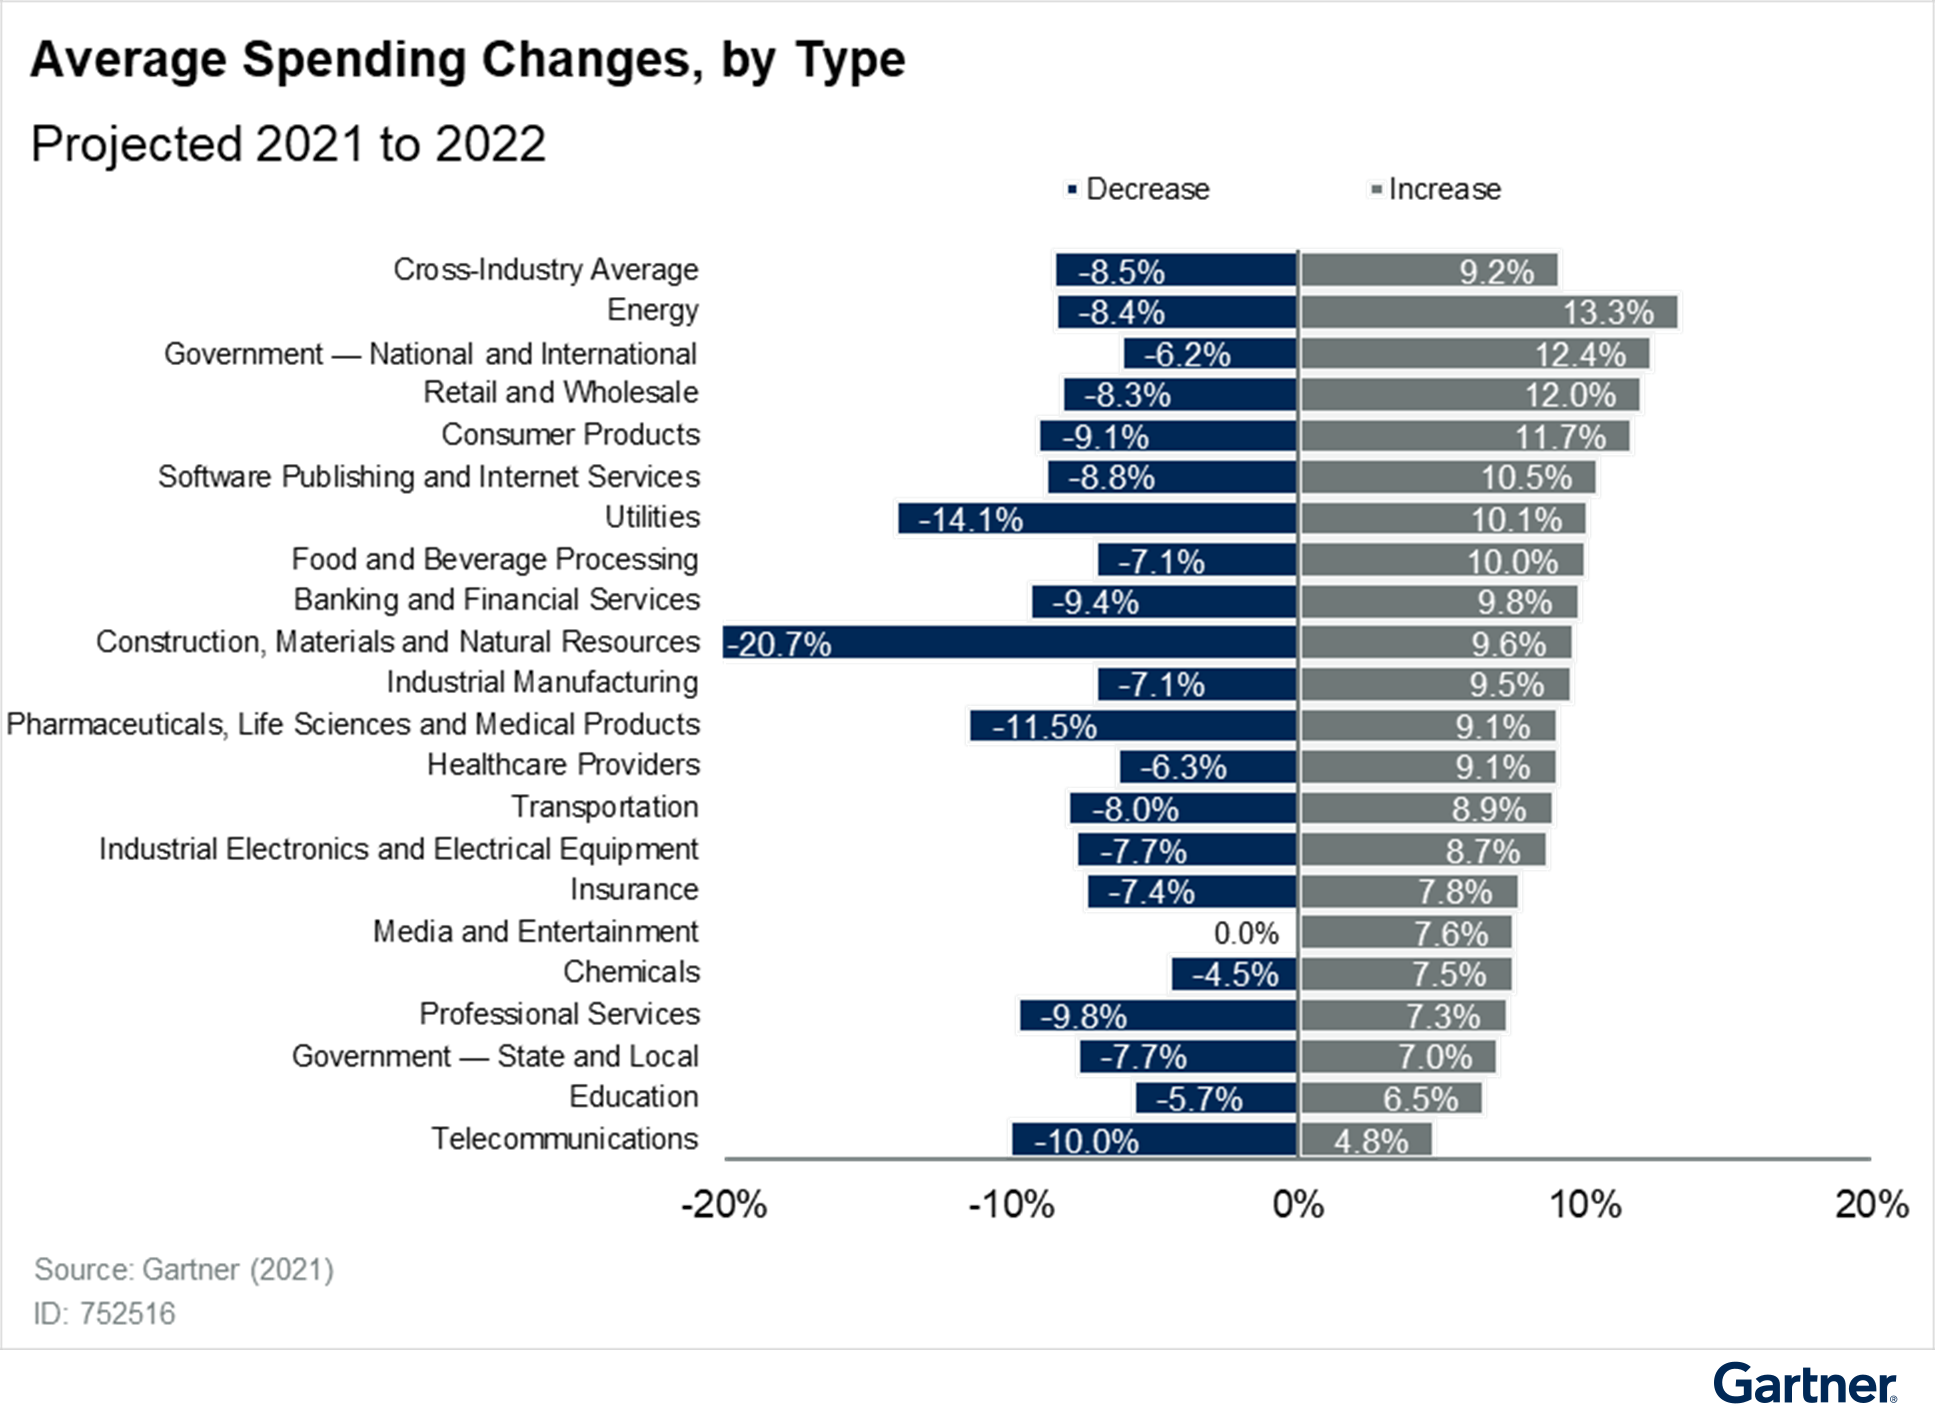 Average Spending Changes, by Type
Projected 2021 to 2022
Decrease Increase
Cross-Industry Average -8.5% 9.2%
Energy -8.4% 13.3%
Government — National and International -6.2% 12.4%
Retail and Wholesale -8.3% 12.0%
Consumer Products -9.1% 11.7%
Software Publishing and Internet Services -8.8% 10.5%
Utilities -14.1% 10.1%
Food and Beverage Processing -7.1% 10.0%
Banking and Financial Services -9.4% 9.8%
Construction, Materials and Natural Resources -20.7% 9.6%
Industrial Manufacturing -7.1% 9.5%
Pharmaceuticals, Life Sciences and Medical Products -11.5% 9.1%
Healthcare Providers -6.3% 9.1%
Transportation -8.0% 8.9%
Industrial Electronics and Electrical Equipment -7.7% 8.7%
Insurance -7.4% 7.8%
Media and Entertainment 0.0% 7.6%
Chemicals -4.5% 7.5%
Professional Services -9.8% 7.3%
Government — State and Local -7.7% 7.0%
Education -5.7% 6.5%
Telecommunications -10.0% 4.8%
-20% -10% 0% 10% 20%
Source: Gartner (2021)
ID: 752516
Gartner®